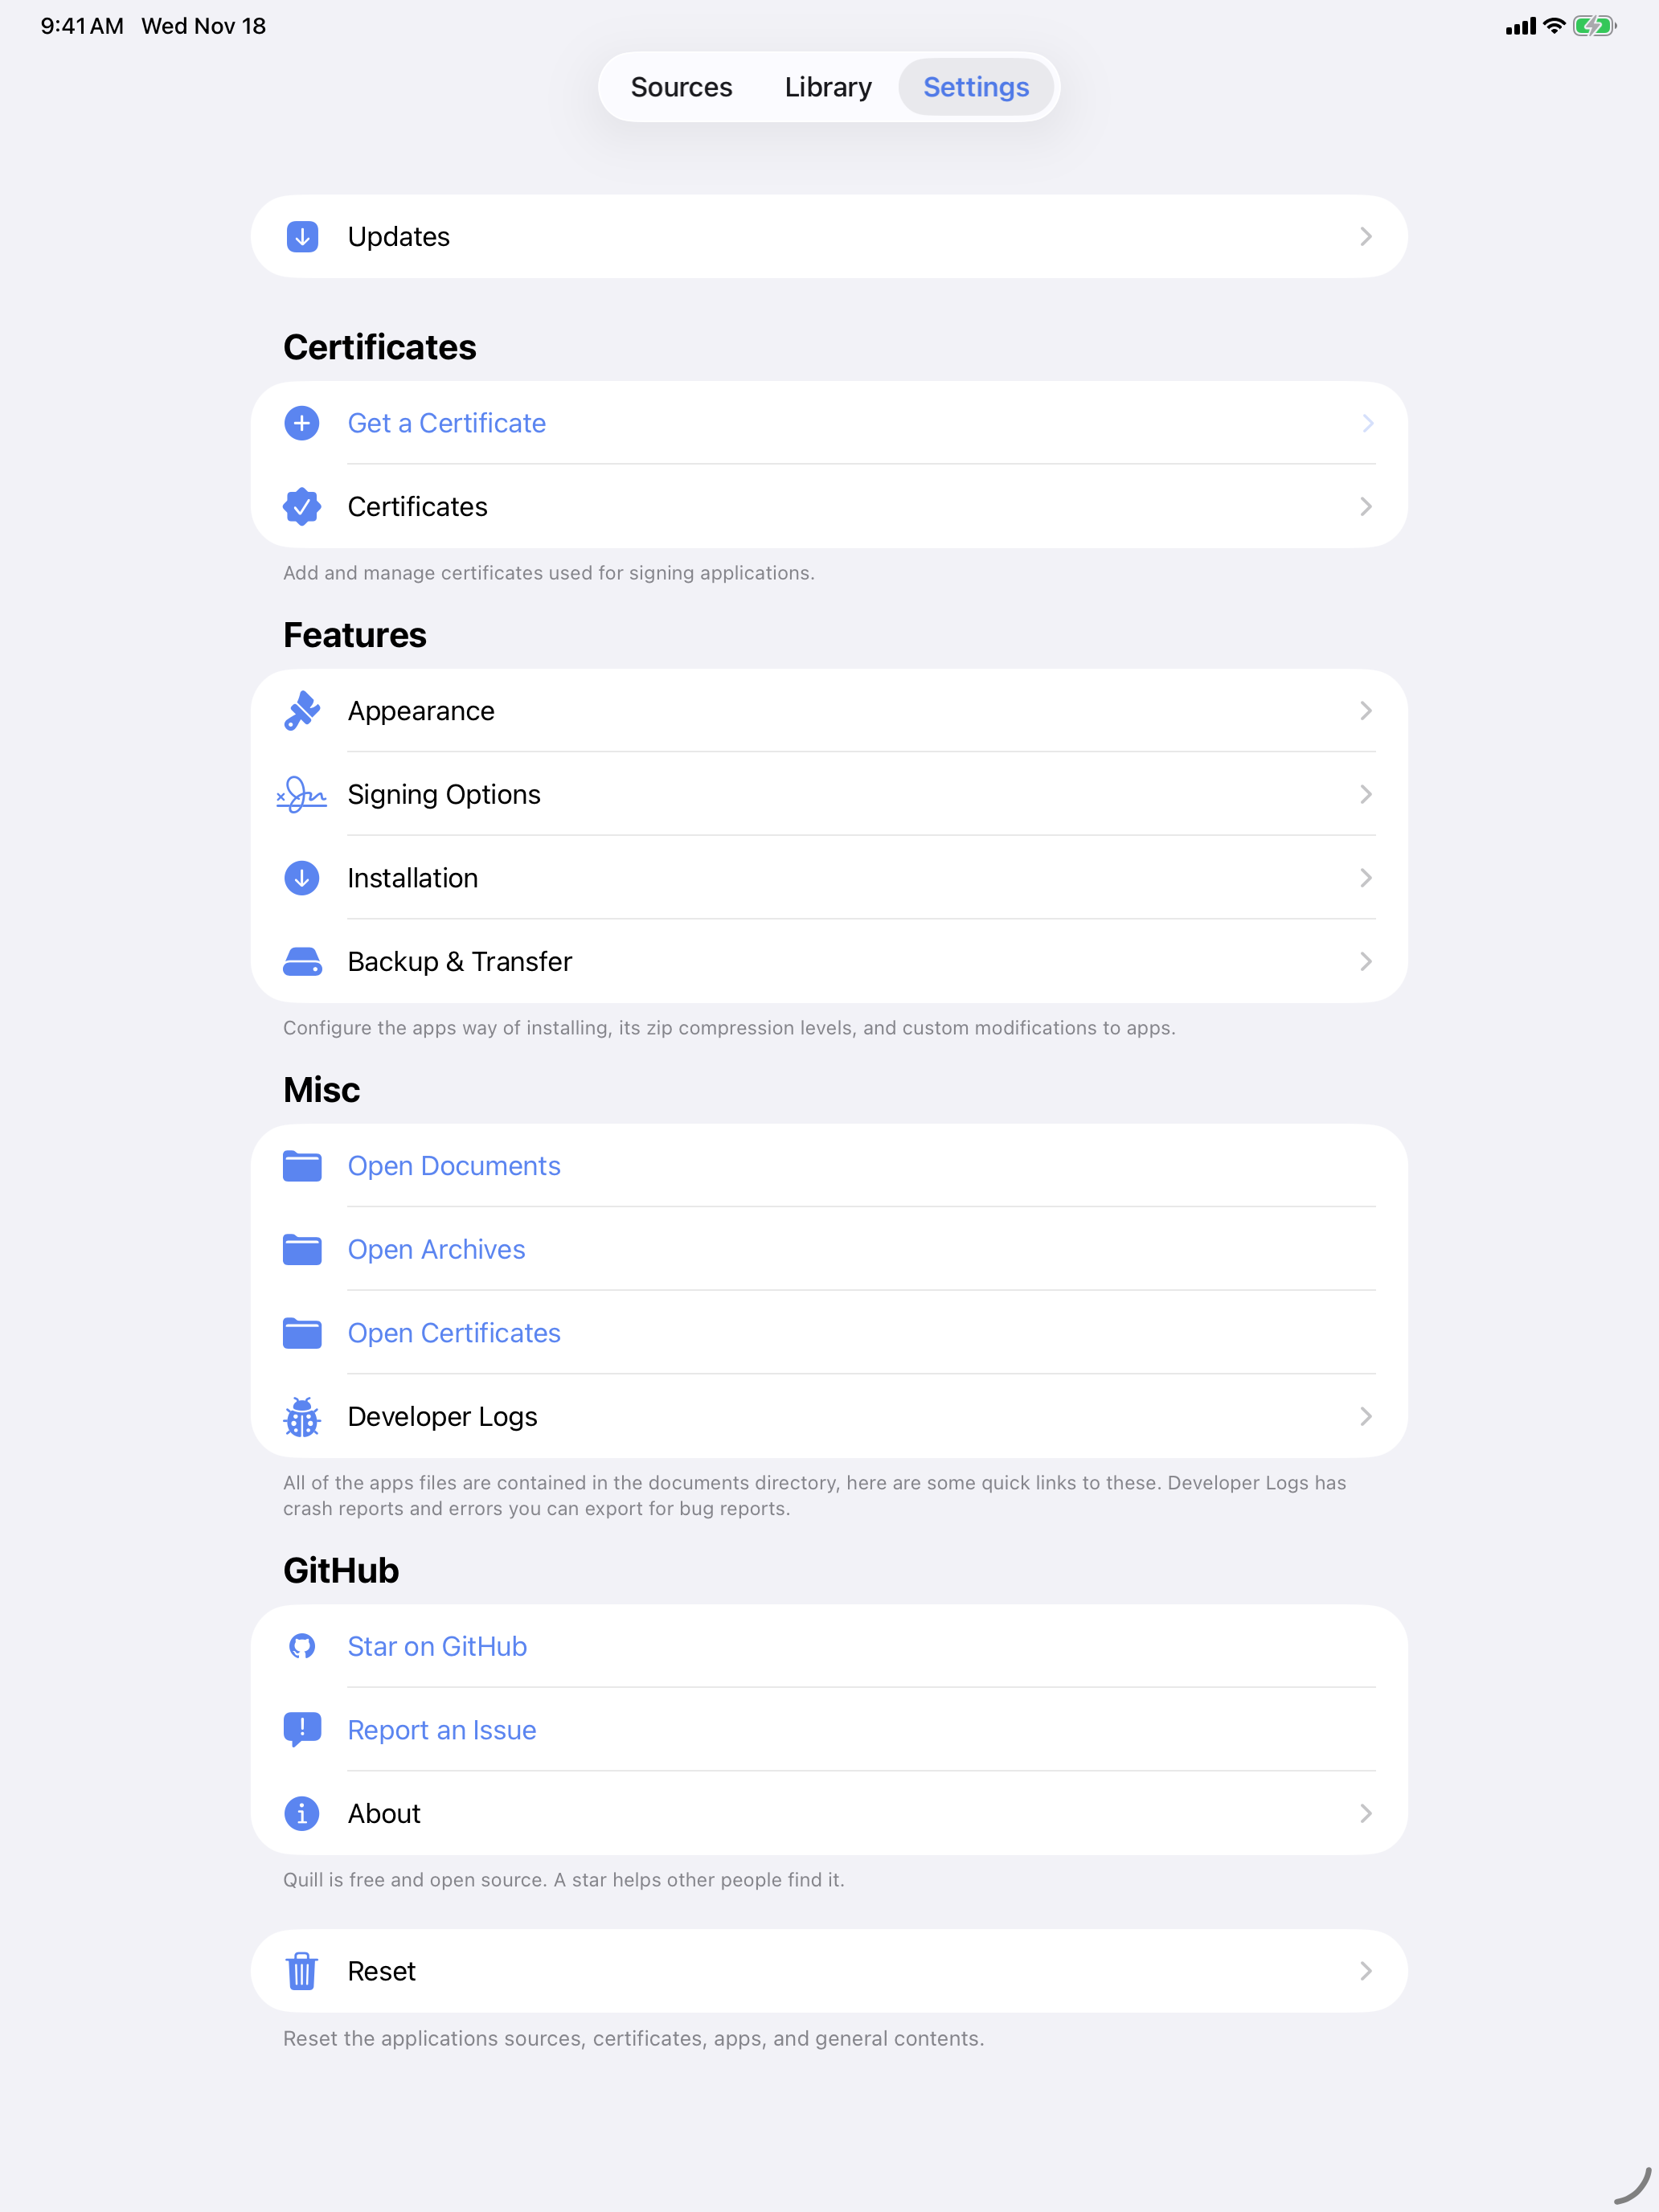 9:41 AM Wed Nov 18
Sources Library Settings
Updates
Certificates
Get a Certificate
Certificates
Add and manage certificates used for signing applications.
Features
Appearance
Signing Options
Installation
Backup & Transfer
Configure the apps way of installing, its zip compression levels, and custom modifications to apps.
Misc
Open Documents
Open Archives
Open Certificates
Developer Logs
All of the apps files are contained in the documents directory, here are some quick links to these. Developer Logs has
crash reports and errors you can export for bug reports.
GitHub
Star on GitHub
Report an Issue
About
Quill is free and open source. A star helps other people find it.
Reset
Reset the applications sources, certificates, apps, and general contents.